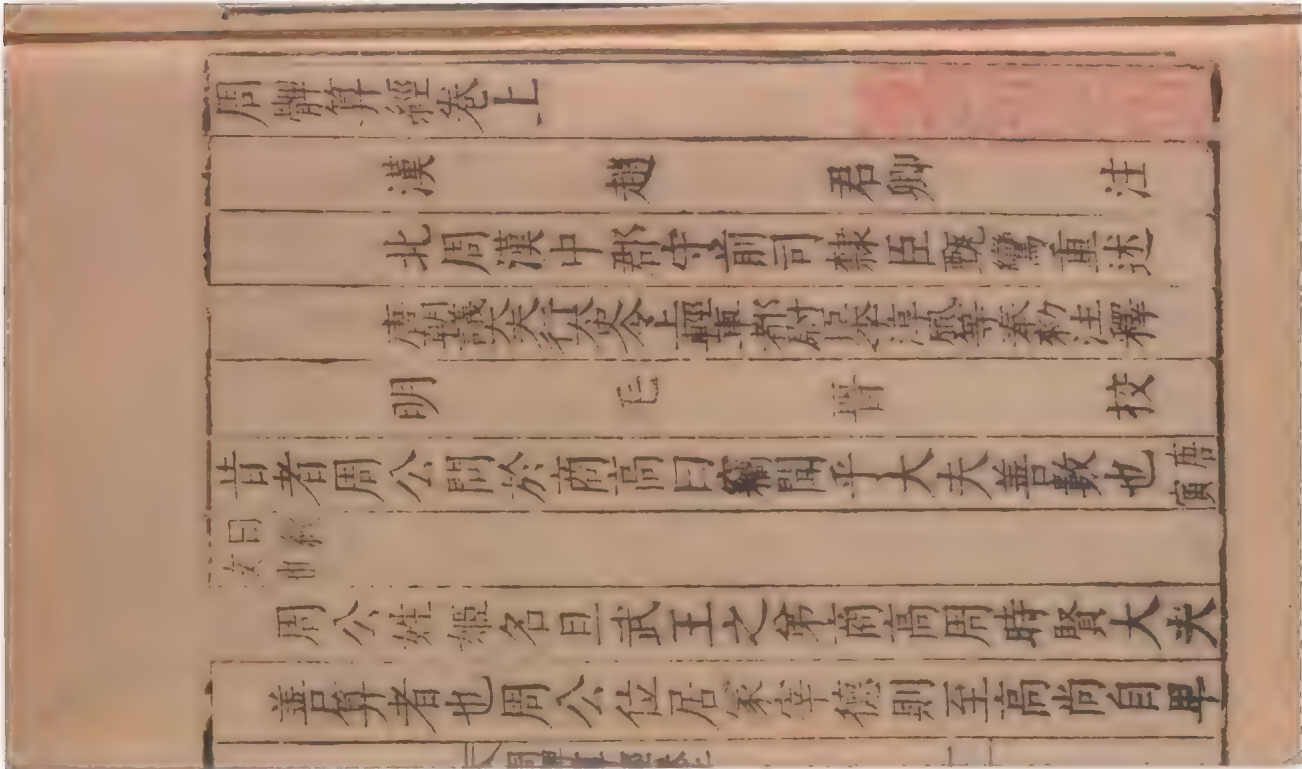 周髀算經卷上
漢 趙 君卿 注
北周漢中郡守前司隷臣甄鸞重述
唐朝議大夫行太史令上輕車都尉臣李淳風等奉勅注釋
明 毛 晉 校
昔者周公問於商高曰竊聞乎大夫善數也
周公姓姬名旦武王之弟商高周時賢大夫
善算者也周公位居冢宰德則至高尚自卑